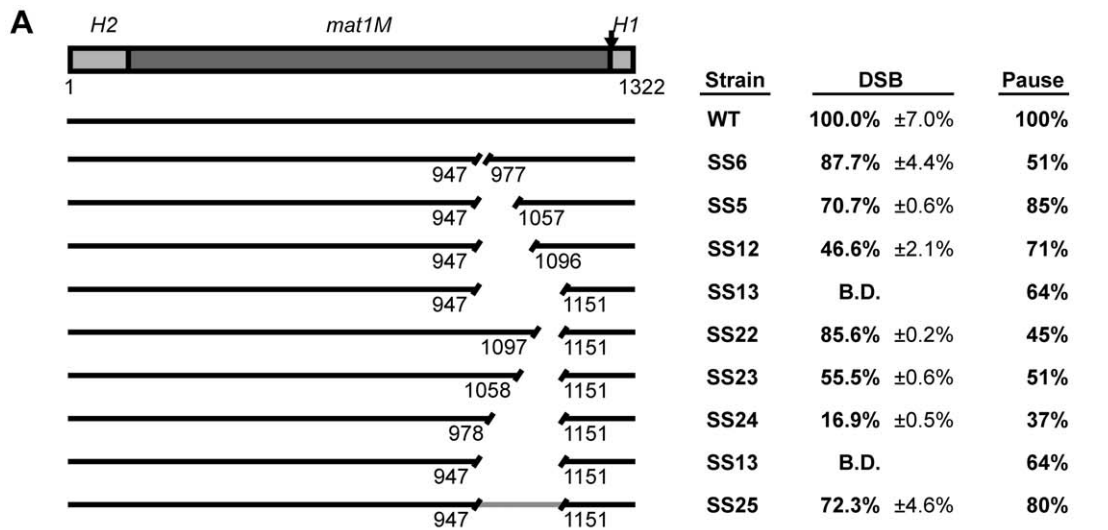 A
H2 mat1M H1
1 1322
Strain DSB Pause
WT 100.0% ±7.0% 100%
947 977 SS6 87.7% ±4.4% 51%
947 1057 SS5 70.7% ±0.6% 85%
947 1096 SS12 46.6% ±2.1% 71%
947 1151 SS13 B.D. 64%
1097 1151 SS22 85.6% ±0.2% 45%
1058 1151 SS23 55.5% ±0.6% 51%
978 1151 SS24 16.9% ±0.5% 37%
947 1151 SS13 B.D. 64%
947 1151 SS25 72.3% ±4.6% 80%